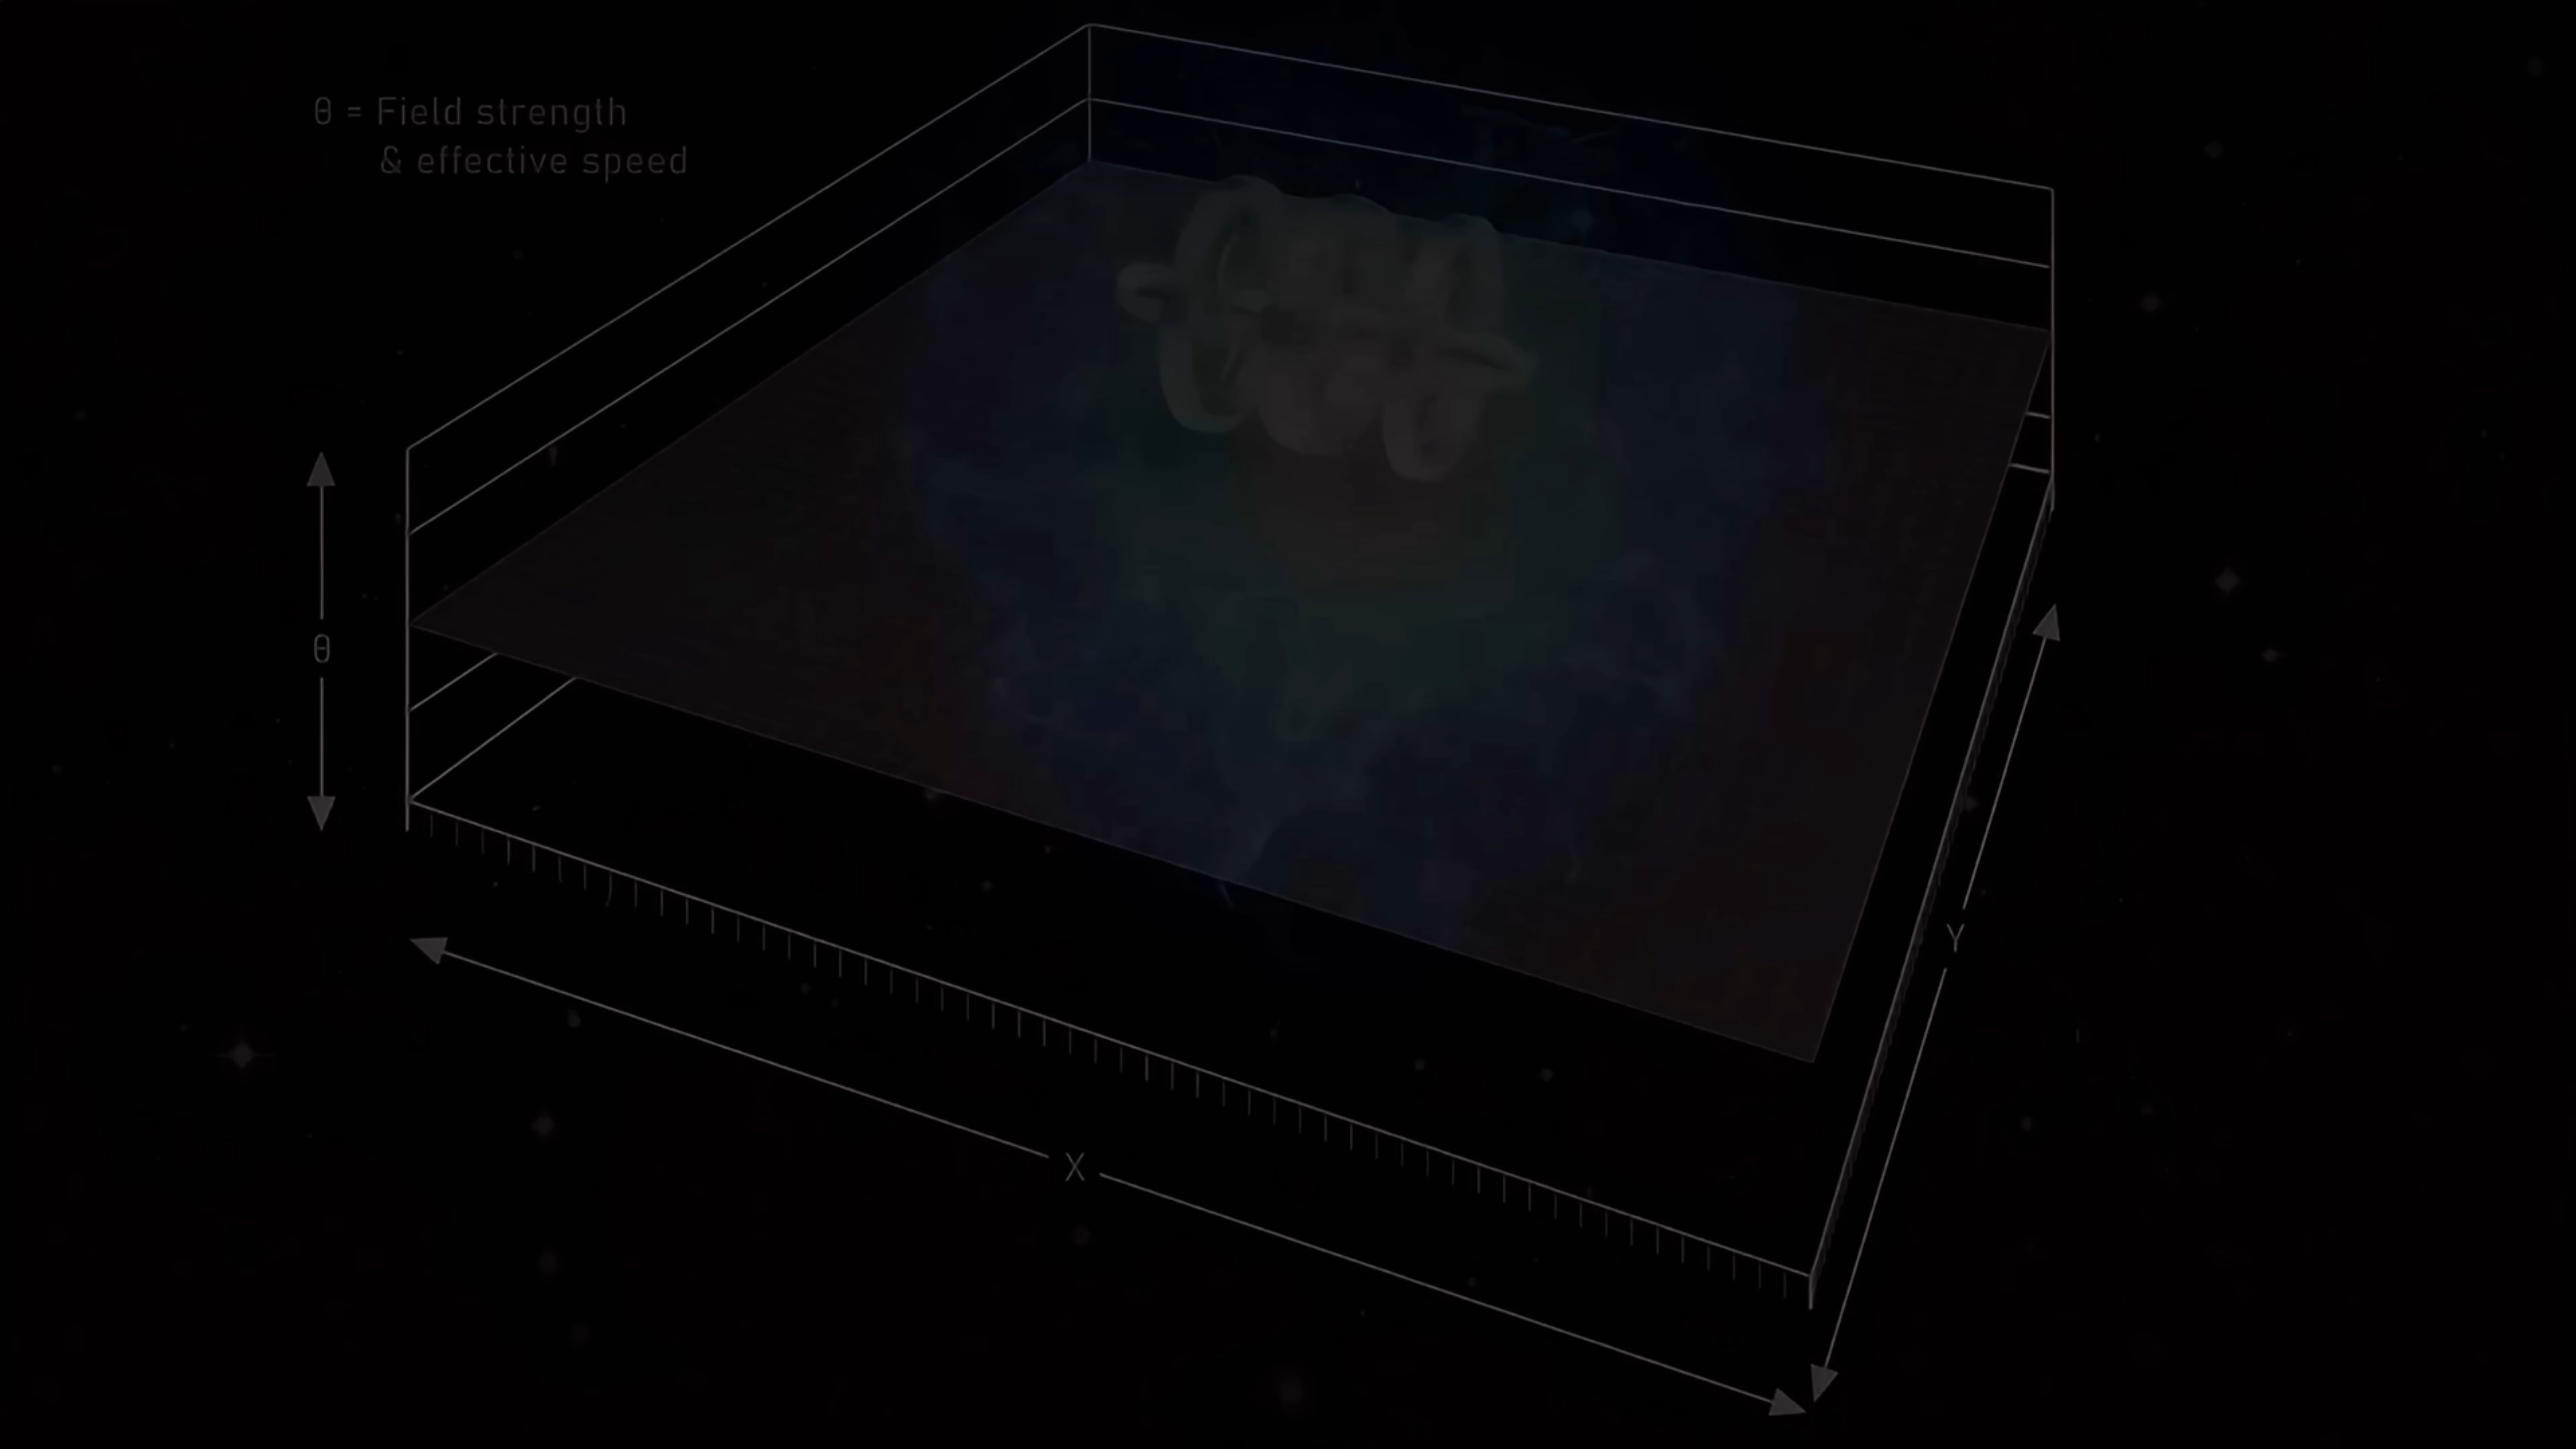 θ = Field strength
& effective speed
θ
Y
X